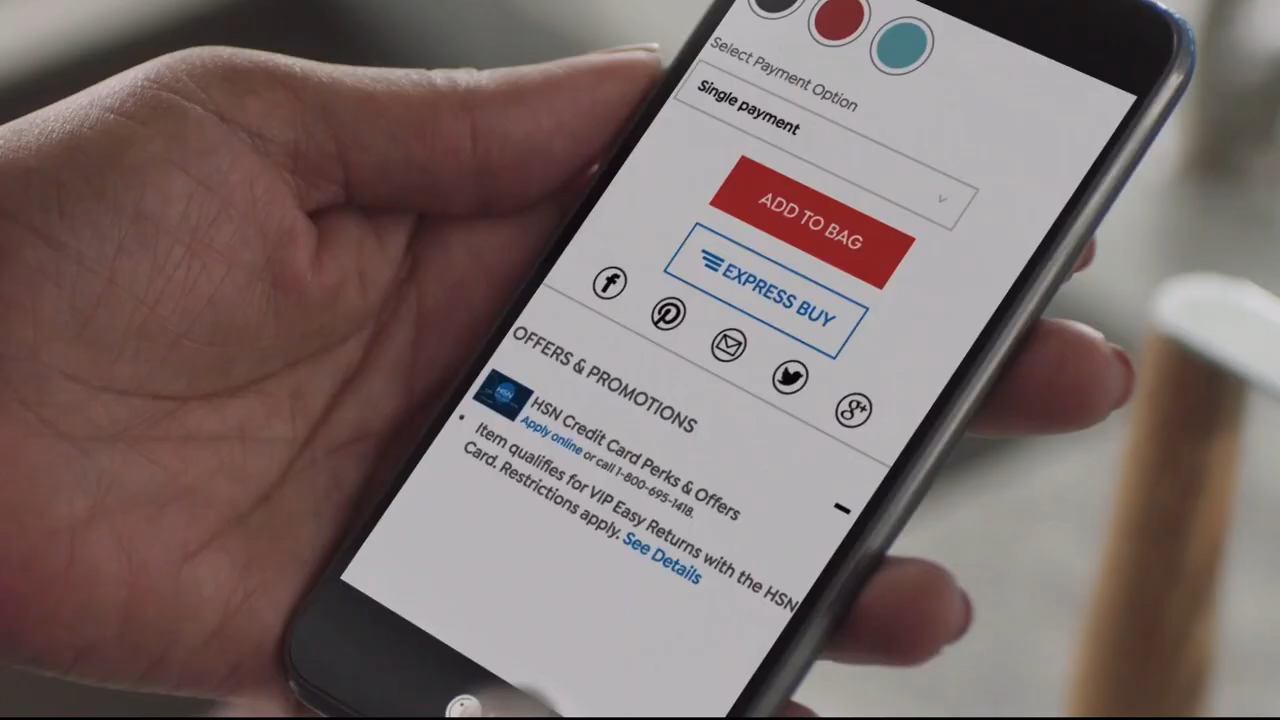 Select Payment Option
Single payment
ADD TO BAG
EXPRESS BUY
OFFERS & PROMOTIONS
HSN
HSN Credit Card Perks & Offers
Apply online or call 1-800-695-1418.
Item qualifies for VIP Easy Returns with the HSN
Card. Restrictions apply. See Details